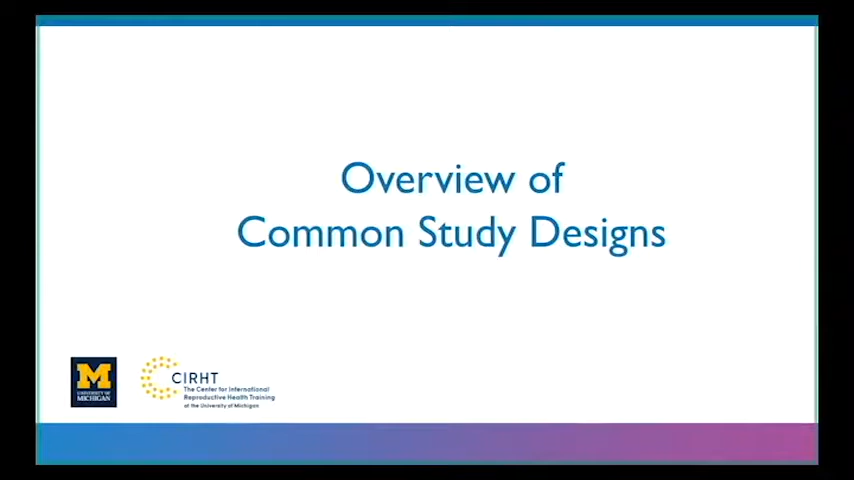 Overview of
Common Study Designs
M
UNIVERSITY OF
MICHIGAN
CIRHT
The Center for International
Reproductive Health Training
at the University of Michigan